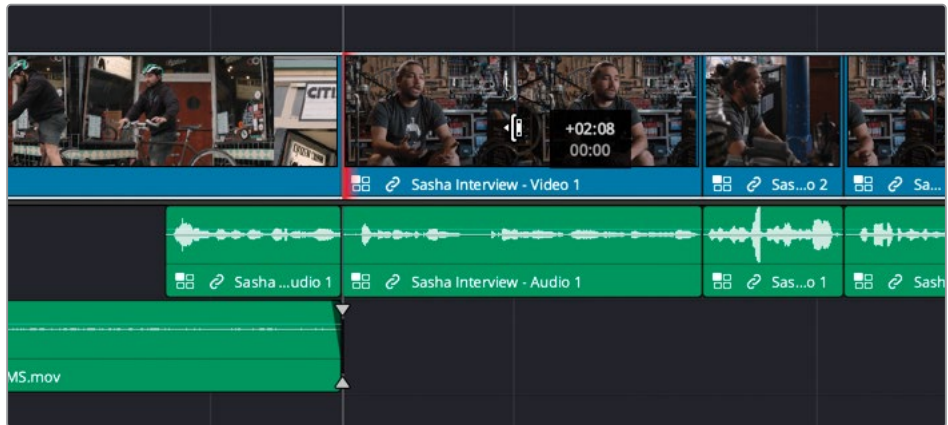 CITI
+02:08
00:00
Sasha Interview - Video 1
Sas...o 2
Sa...
Sasha ...udio 1
Sasha Interview - Audio 1
Sas...o 1
Sash
MS.mov